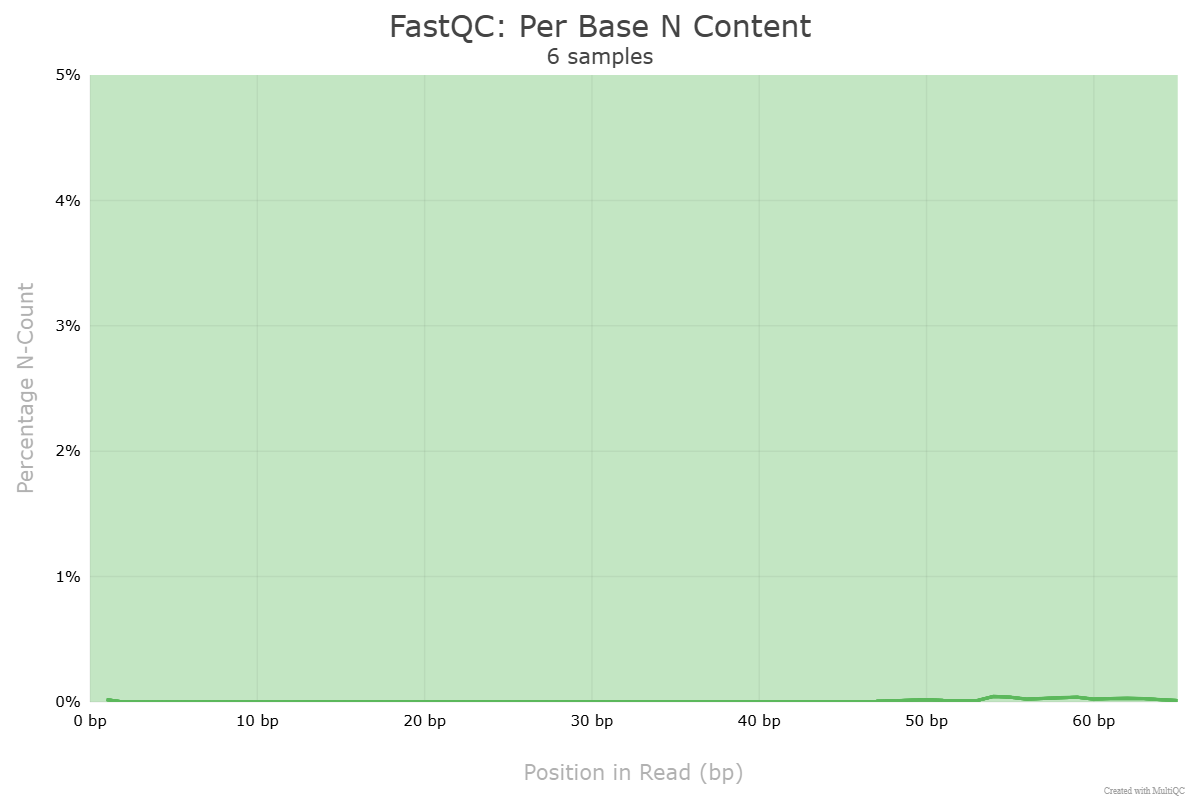 FastQC: Per Base N Content
6 samples
5%
4%
3%
2%
1%
0%
Percentage N-Count
0 bp 10 bp 20 bp 30 bp 40 bp 50 bp 60 bp
Position in Read (bp)
Created with MultiQC